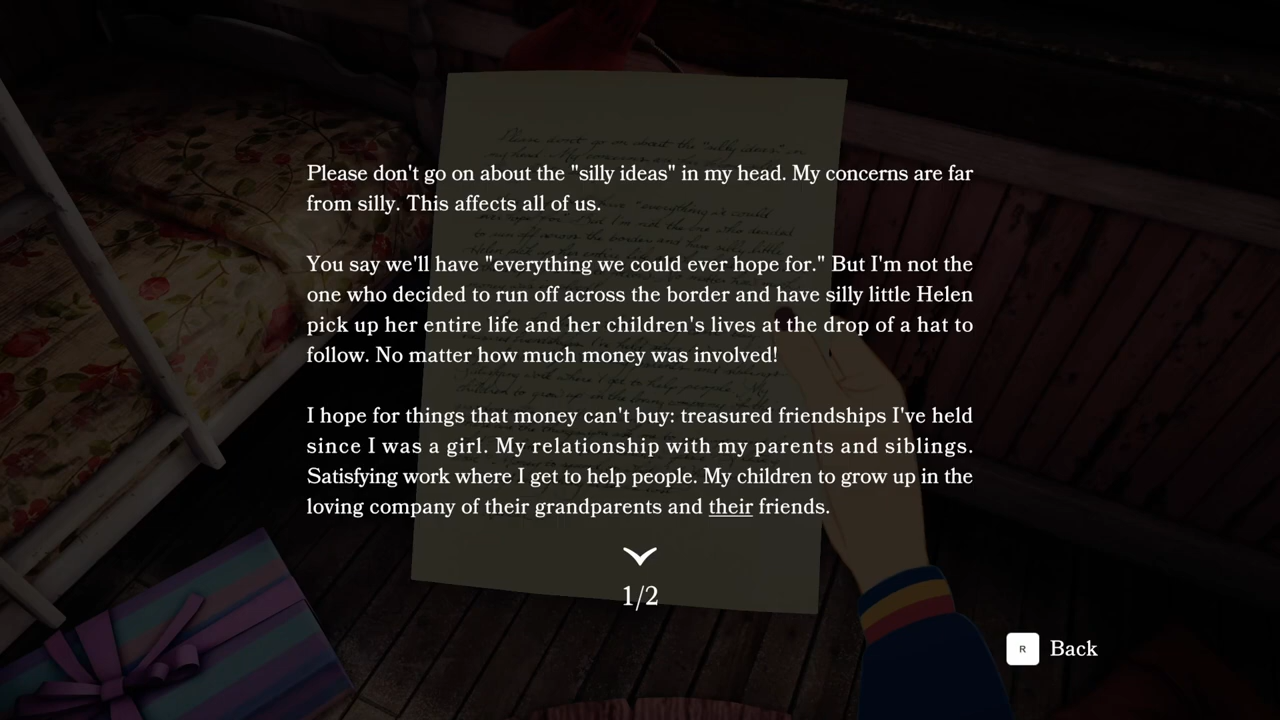 Please don't go on about the "silly ideas" in my head. My concerns are far
from silly. This affects all of us.
You say we'll have "everything we could ever hope for." But I'm not the
one who decided to run off across the border and have silly little Helen
pick up her entire life and her children's lives at the drop of a hat to
follow. No matter how much money was involved!
I hope for things that money can't buy: treasured friendships I've held
since I was a girl. My relationship with my parents and siblings.
Satisfying work where I get to help people. My children to grow up in the
loving company of their grandparents and their friends.
1/2
R Back